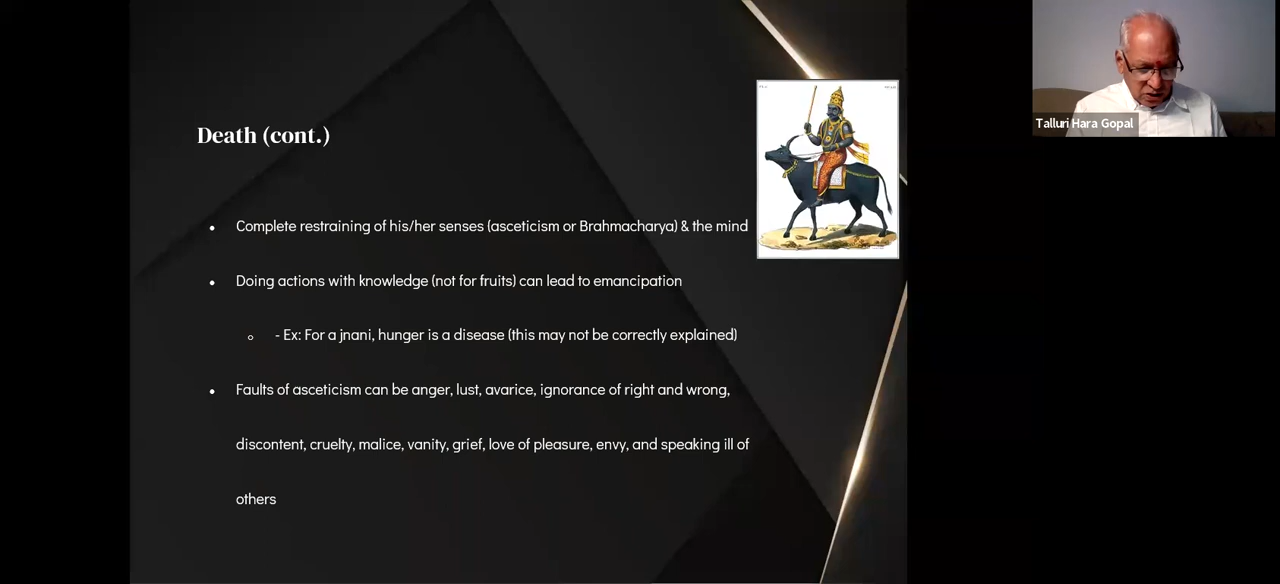 Death (cont.)
Complete restraining of his/her senses (asceticism or Brahmacharya) & the mind
Doing actions with knowledge (not for fruits) can lead to emancipation
- Ex: For a jnani, hunger is a disease (this may not be correctly explained)
Faults of asceticism can be anger, lust, avarice, ignorance of right and wrong,
discontent, cruelty, malice, vanity, grief, love of pleasure, envy, and speaking ill of
others
Talluri Hara Gopal